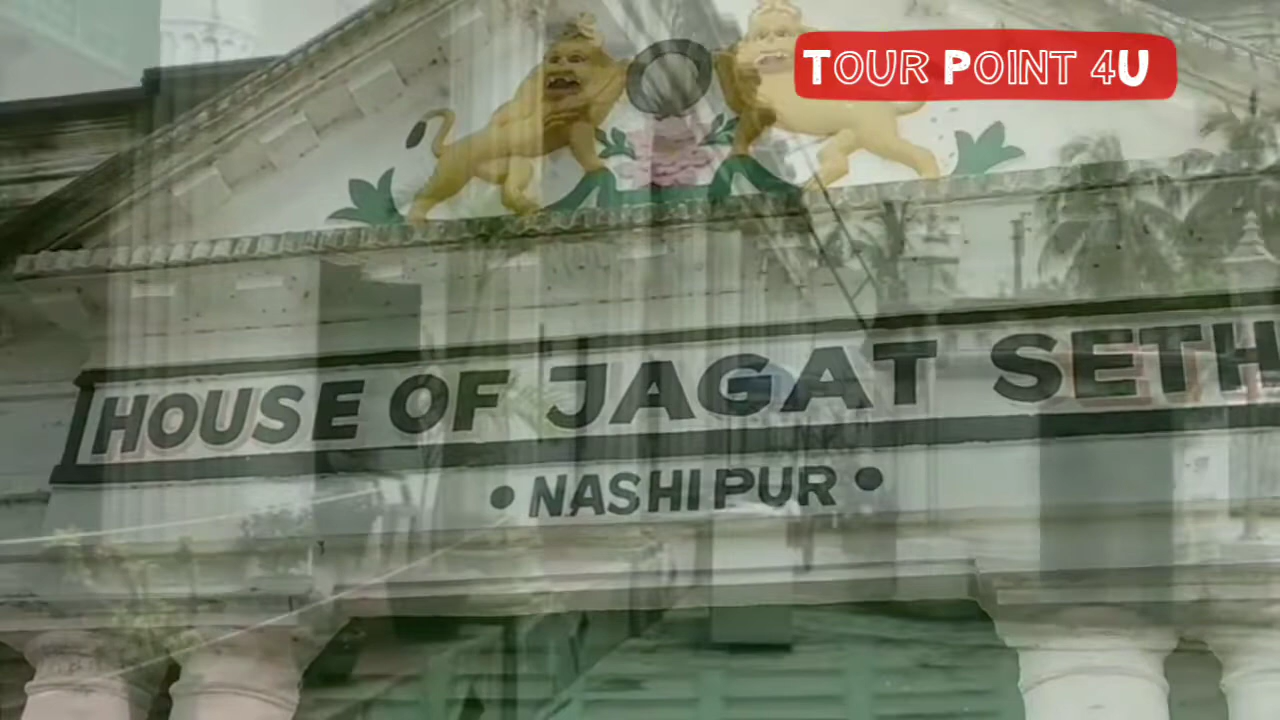 TOUR POINT 4U
HOUSE OF JAGAT SETH
• NASHIPUR •